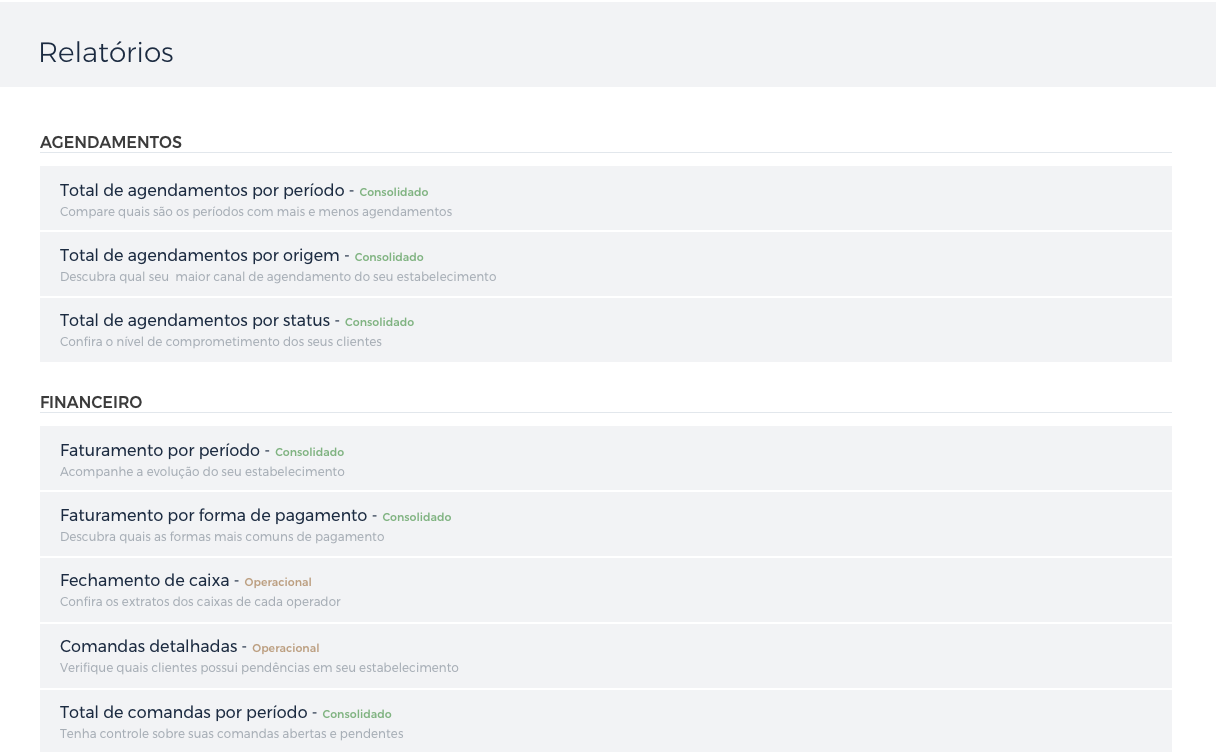 Relatórios
AGENDAMENTOS
Total de agendamentos por período - Consolidado
Compare quais são os períodos com mais e menos agendamentos
Total de agendamentos por origem - Consolidado
Descubra qual seu  maior canal de agendamento do seu estabelecimento
Total de agendamentos por status - Consolidado
Confira o nível de comprometimento dos seus clientes
FINANCEIRO
Faturamento por período - Consolidado
Acompanhe a evolução do seu estabelecimento
Faturamento por forma de pagamento - Consolidado
Descubra quais as formas mais comuns de pagamento
Fechamento de caixa - Operacional
Confira os extratos dos caixas de cada operador
Comandas detalhadas - Operacional
Verifique quais clientes possui pendências em seu estabelecimento
Total de comandas por período - Consolidado
Tenha controle sobre suas comandas abertas e pendentes